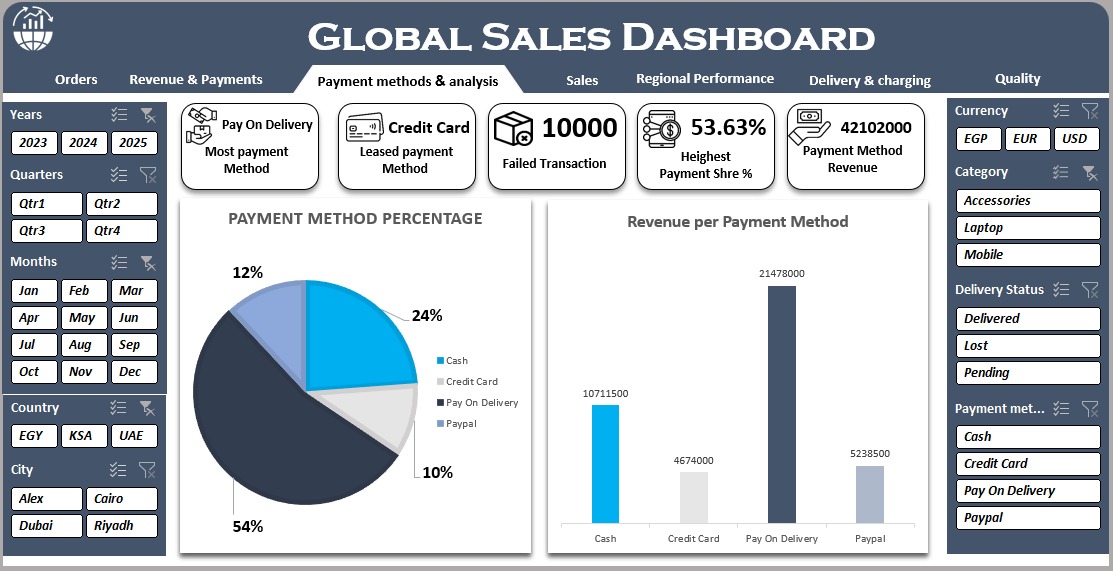 GLOBAL SALES DASHBOARD
Orders
Revenue & Payments
Payment methods & analysis
Sales
Regional Performance
Delivery & charging
Quality
Years
2023 2024 2025
Quarters
Qtr1 Qtr2
Qtr3 Qtr4
Months
Jan Feb Mar
Apr May Jun
Jul Aug Sep
Oct Nov Dec
Country
EGY KSA UAE
City
Alex Cairo
Dubai Riyadh
Pay On Delivery
Most payment
Method
Credit Card
Leased payment
Method
10000
Failed Transaction
53.63%
Heighest
Payment Shre %
42102000
Payment Method
Revenue
PAYMENT METHOD PERCENTAGE
12%
24%
10%
54%
Cash
Credit Card
Pay On Delivery
Paypal
Revenue per Payment Method
10711500
4674000
21478000
5238500
Cash
Credit Card
Pay On Delivery
Paypal
Currency
EGP EUR USD
Category
Accessories
Laptop
Mobile
Delivery Status
Delivered
Lost
Pending
Payment met...
Cash
Credit Card
Pay On Delivery
Paypal